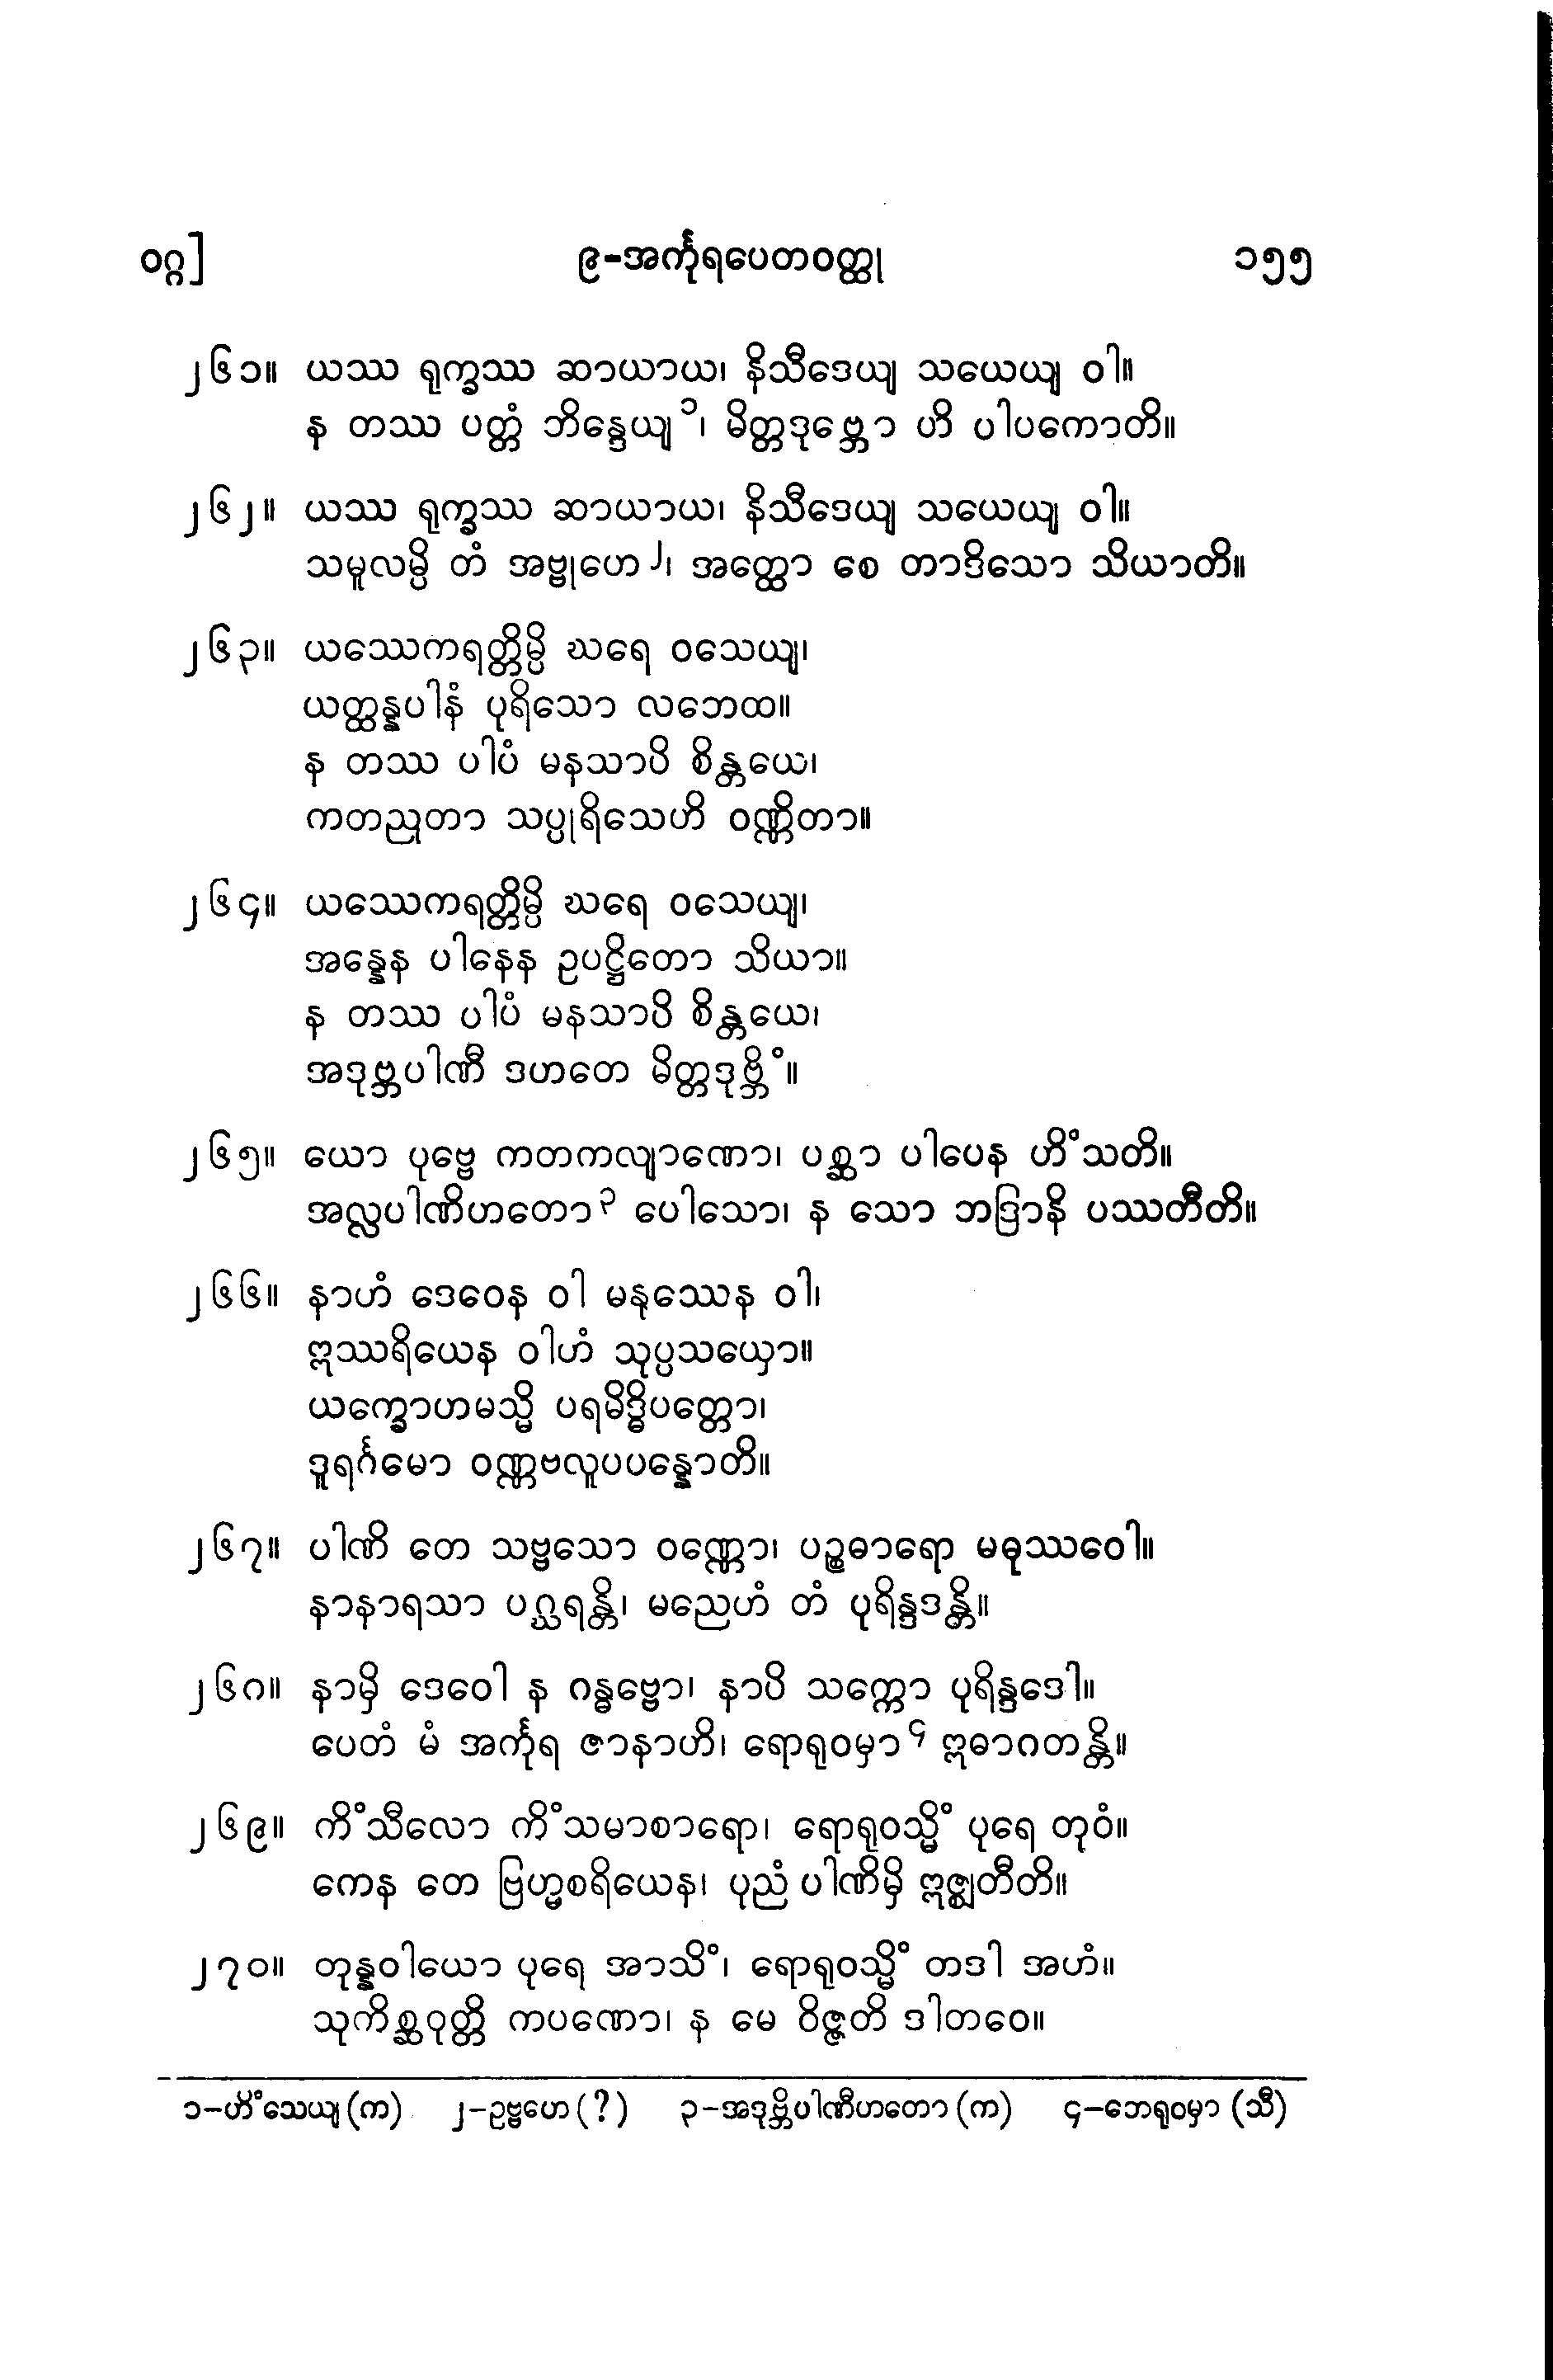 ဝဂ္ဂ] ၉-အင်္ကုရပေတဝတ္ထု ၁၅၅
၂၆၁။ ယဿ ရုက္ခဿ ဆာယာယ၊ နိသီဒေယျ သယေယျ ဝါ။
န တဿ ပတ္တံ ဘိန္ဒေယျ၁၊ မိတ္တဒုဗ္ဘော ဟိ ပါပကောတိ။
၂၆၂။ ယဿ ရုက္ခဿ ဆာယာယ၊ နိသီဒေယျ သယေယျ ဝါ။
သမူလမ္ပိ တံ အဗ္ဗုဟေ၂၊ အတ္ထော စေ တာဒိသော သိယာတိ။
၂၆၃။ ယဿေကရတ္တိမ္ပိ ဃရေ ဝသေယျ၊
ယတ္ထန္နပါနံ ပုရိသော လဘေထ။
န တဿ ပါပံ မနသာပိ စိန္တယေ၊
ကတညုတာ သပ္ပုရိသေဟိ ဝဏ္ဏိတာ။
၂၆၄။ ယဿေကရတ္တိမ္ပိ ဃရေ ဝသေယျ၊
အန္နေန ပါနေန ဥပဋ္ဌိတော သိယာ။
န တဿ ပါပံ မနသာပိ စိန္တယေ၊
အဒုဗ္ဘပါဏီ ဒဟတေ မိတ္တဒုဗ္ဘိံ။
၂၆၅။ ယော ပုဗ္ဗေ ကတကလျာဏော၊ ပစ္ဆာ ပါပေန ဟိံသတိ။
အလ္လပါဏိဟတော၃ ပေါသော၊ န သော ဘဒြာနိ ပဿတီတိ။
၂၆၆။ နာဟံ ဒေဝေန ဝါ မနုဿေန ဝါ၊
ဣဿရိယေန ဝါဟံ သုပ္ပသယှော။
ယက္ခောဟမသ္မိ ပရမိဒ္ဓိပတ္တော၊
ဒူရင်္ဂမော ဝဏ္ဏဗလူပပန္နောတိ။
၂၆၇။ ပါဏိ တေ သဗ္ဗသော ဝဏ္ဏော၊ ပဉ္စဓာရော မဓုဿဝေါ။
နာနာရသာ ပဂ္ဃရန္တိ၊ မညေဟံ တံ ပုရိန္ဒဒန္တိ။
၂၆၈။ နာမှိ ဒေဝေါ န ဂန္ဓဗ္ဗော၊ နာပိ သက္ကော ပုရိန္ဒဒေါ။
ပေတံ မံ အင်္ကုရ ဇာနာဟိ၊ ရောရုဝမှာ၄ ဣဓာဂတန္တိ။
၂၆၉။ ကိံသီလော ကိံသမာစာရော၊ ရောရုဝသ္မိံ ပုရေ တုဝံ။
ကေန တေ ဗြဟ္မစရိယေန၊ ပုညံ ပါဏိမှိ ဣဇ္ဈတီတိ။
၂၇၀။ တုန္နဝါယော ပုရေ အာသိံ၊ ရောရုဝသ္မိံ တဒါ အဟံ။
သုကိစ္ဆဝုတ္တိ ကပဏော၊ န မေ ဝိဇ္ဇတိ ဒါတဝေ။
၁-ဟိံသေယျ (က) ၂-ဥဗ္ဗဟေ (?) ၃-အဒုဗ္ဘိပါဏီဟတော (က) ၄-ဘေရုဝမှာ (သီ)